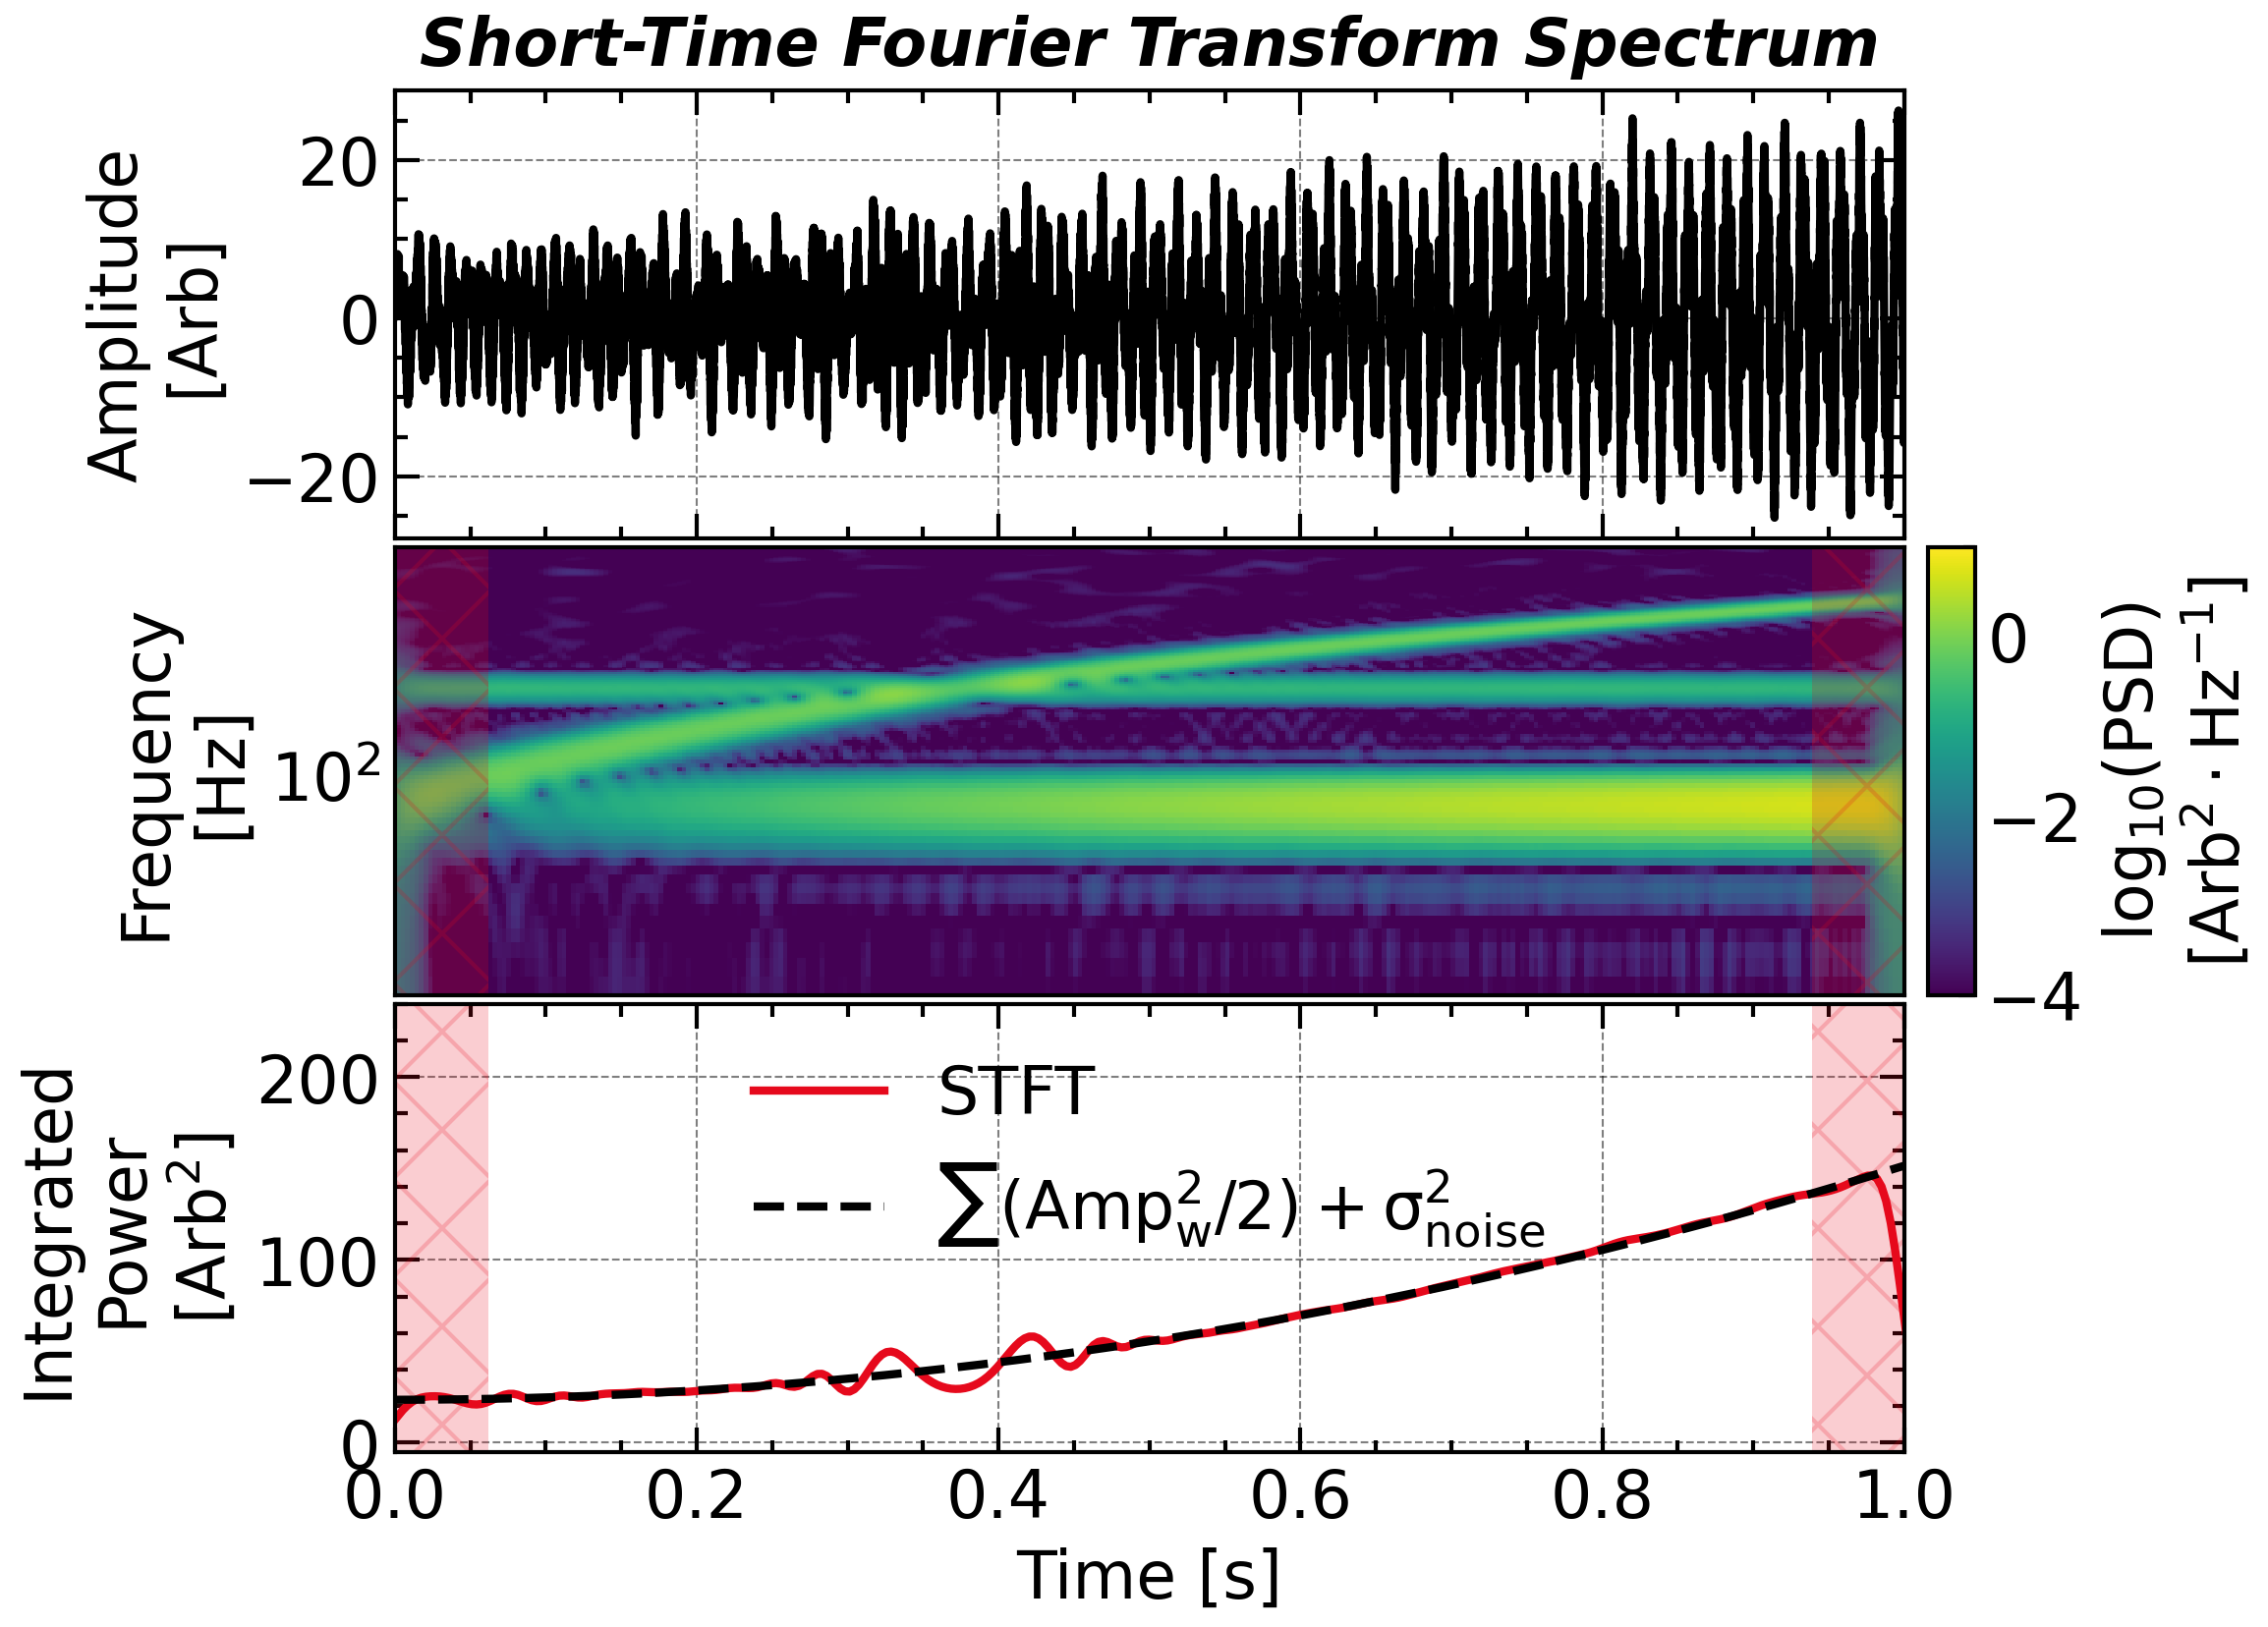 Short-Time Fourier Transform Spectrum
Amplitude
[Arb]
20
0
−20
Frequency
[Hz]
10²
0
−2
−4
log₁₀(PSD)
[Arb² · Hz⁻¹]
Integrated
Power
[Arb²]
200
100
0
STFT
∑(Amp²_w/2) + σ²_noise
0.0 0.2 0.4 0.6 0.8 1.0
Time [s]